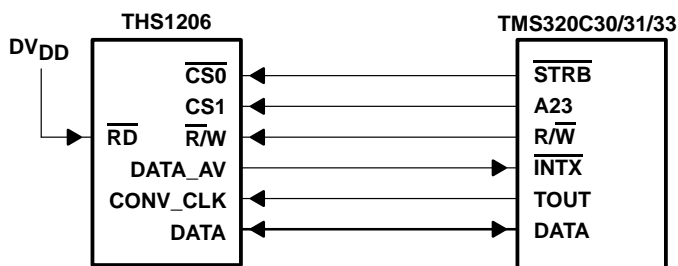 THS1206 TMS320C30/31/33
DVDD
CS0 STRB
CS1 A23
RD R/W R/W
DATA_AV INTX
CONV_CLK TOUT
DATA DATA